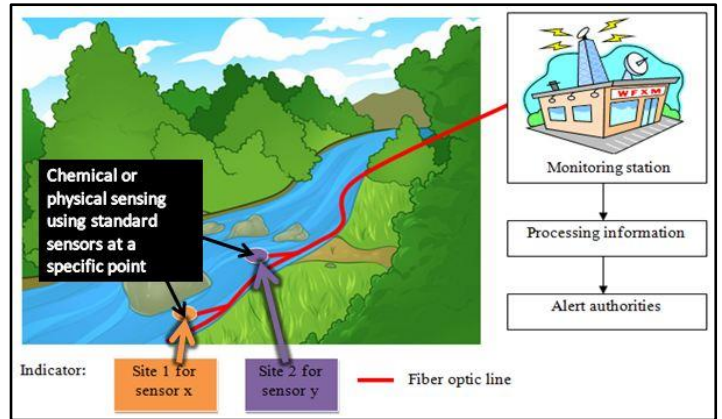 Chemical or
physical sensing
using standard
sensors at a
specific point
WFXM
Monitoring station
Processing information
Alert authorities
Indicator:
Site 1 for
sensor x
Site 2 for
sensor y
Fiber optic line